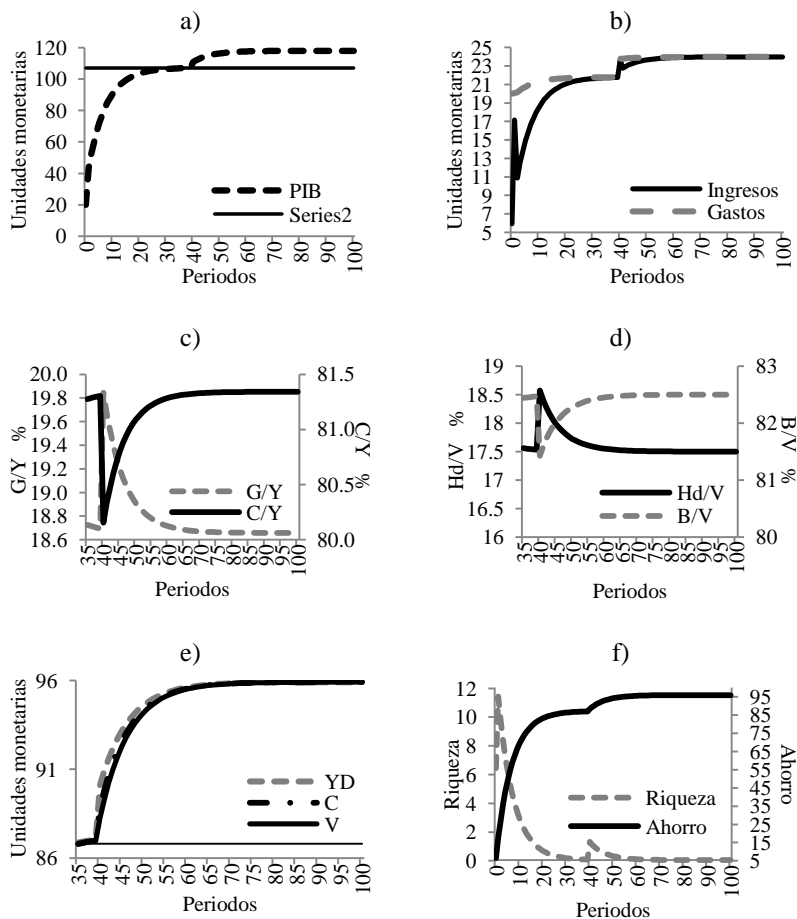 a)
Unidades monetarias
120
100
80
60
40
20
0
PIB
Series2
0 10 20 30 40 50 60 70 80 90 100
Periodos
b)
Unidades monetarias
25
23
21
19
17
15
13
11
9
7
5
Ingresos
Gastos
0 10 20 30 40 50 60 70 80 90 100
Periodos
c)
G/Y %
20.0
19.8
19.6
19.4
19.2
19.0
18.8
18.6
81.5
81.0
80.5
80.0
C/Y %
G/Y
C/Y
35 40 45 50 55 60 65 70 75 80 85 90 95 100
Periodos
d)
Hd/V %
19
18.5
18
17.5
17
16.5
16
83
82
81
80
B/V %
Hd/V
B/V
35 40 45 50 55 60 65 70 75 80 85 90 95 100
Periodos
e)
Unidades monetarias
96
91
86
YD
C
V
35 40 45 50 55 60 65 70 75 80 85 90 95 100
Periodos
f)
Riqueza
12
10
8
6
4
2
0
95
85
75
65
55
45
35
25
15
5
Ahorro
Riqueza
Ahorro
0 10 20 30 40 50 60 70 80 90 100
Periodos